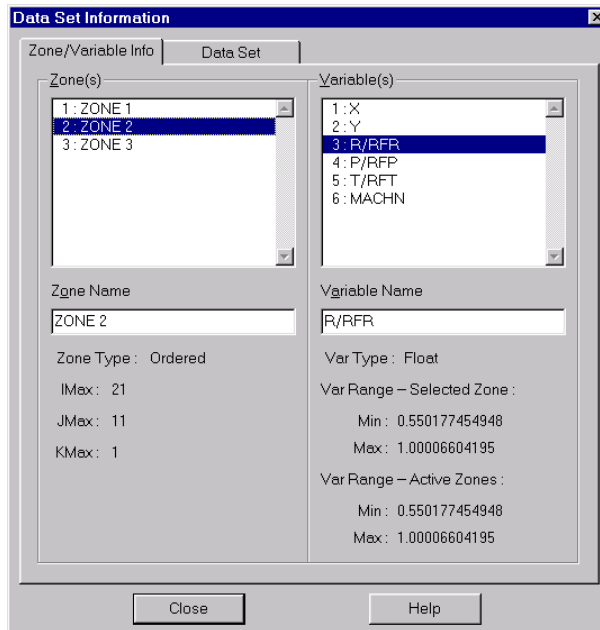 Data Set Information
Zone/Variable Info
Data Set
Zone(s)
1 : ZONE 1
2 : ZONE 2
3 : ZONE 3
Zone Name
ZONE 2
Zone Type : Ordered
IMax : 21
JMax : 11
KMax : 1
Variable(s)
1 : X
2 : Y
3 : R/RFR
4 : P/RFP
5 : T/RFT
6 : MACHN
Variable Name
R/RFR
Var Type : Float
Var Range – Selected Zone :
Min : 0.550177454948
Max : 1.00006604195
Var Range – Active Zones :
Min : 0.550177454948
Max : 1.00006604195
Close
Help